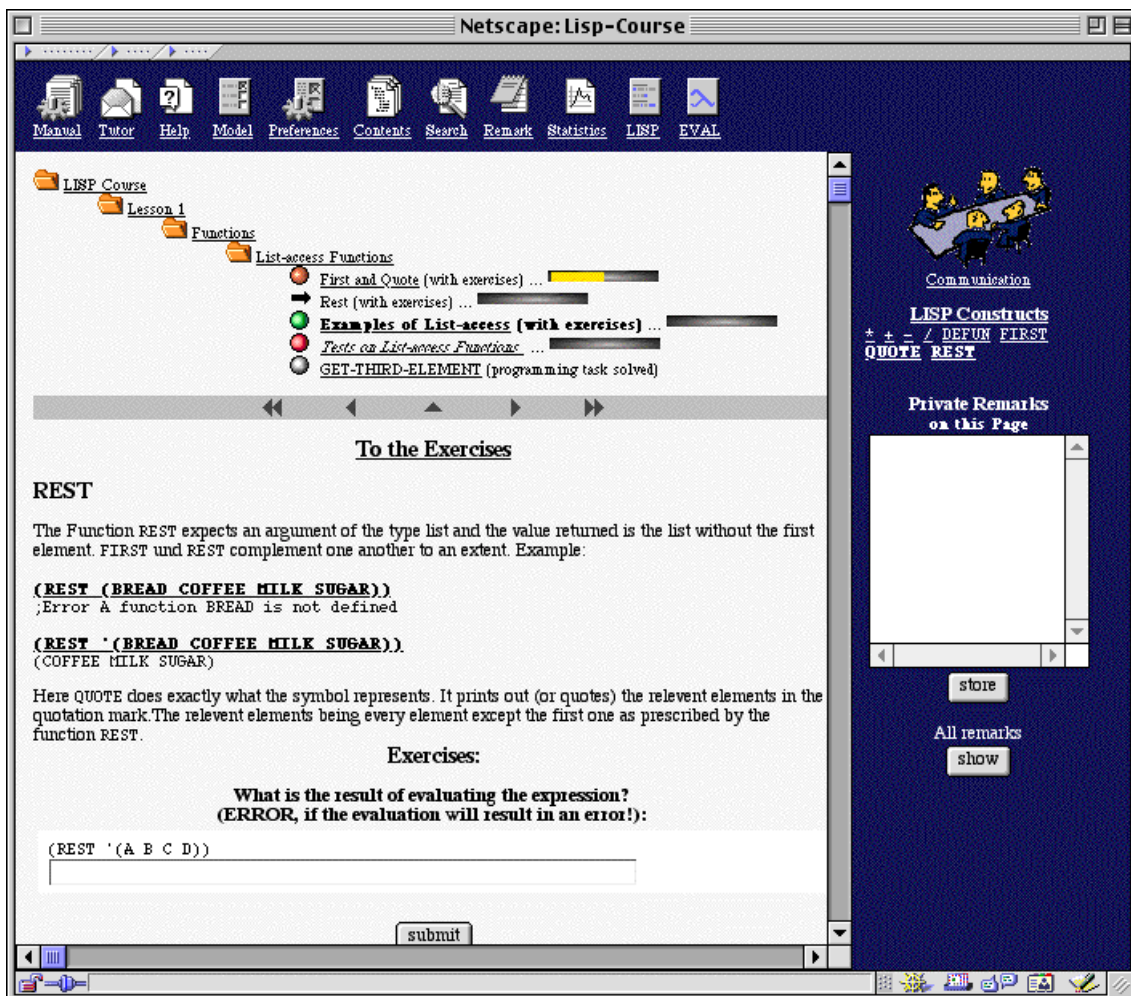 Netscape: Lisp-Course
Manual Tutor Help Model Preferences Contents Search Remark Statistics LISP EVAL
LISP Course
Lesson 1
Functions
List-access Functions
First and Quote (with exercises) ...
Rest (with exercises) ...
Examples of List-access (with exercises) ...
Tests on List-access Functions ...
GET-THIRD-ELEMENT (programming task solved)
To the Exercises
REST
The Function REST expects an argument of the type list and the value returned is the list without the first
element. FIRST und REST complement one another to an extent. Example:
(REST (BREAD COFFEE MILK SUGAR))
;Error A function BREAD is not defined
(REST '(BREAD COFFEE MILK SUGAR))
(COFFEE MILK SUGAR)
Here QUOTE does exactly what the symbol represents. It prints out (or quotes) the relevent elements in the
quotation mark.The relevent elements being every element except the first one as prescribed by the
function REST.
Exercises:
What is the result of evaluating the expression?
(ERROR, if the evaluation will result in an error!):
(REST '(A B C D))
submit
Communication
LISP Constructs
* + - / DEFUN FIRST
QUOTE REST
Private Remarks
on this Page
store
All remarks
show